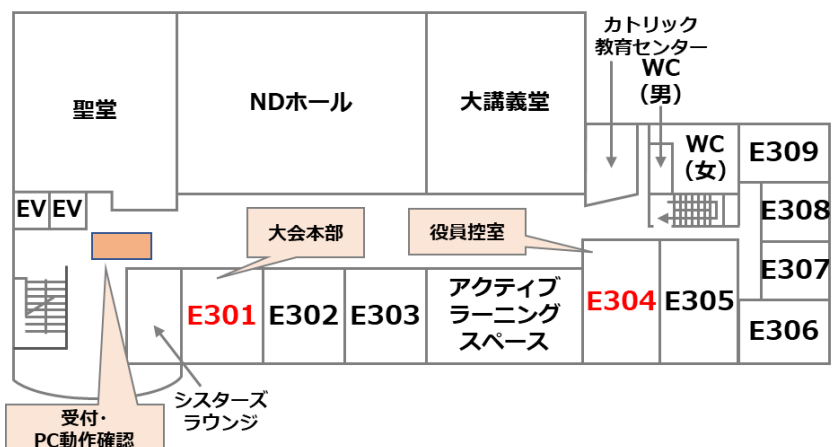 カトリック
教育センター
WC
（男）
聖堂
NDホール
大講義堂
WC
（女）
E309
EV EV
E308
大会本部
役員控室
E307
E301
E302
E303
アクティブ
ラーニング
スペース
E304
E305
E306
シスターズ
ラウンジ
受付・
PC動作確認